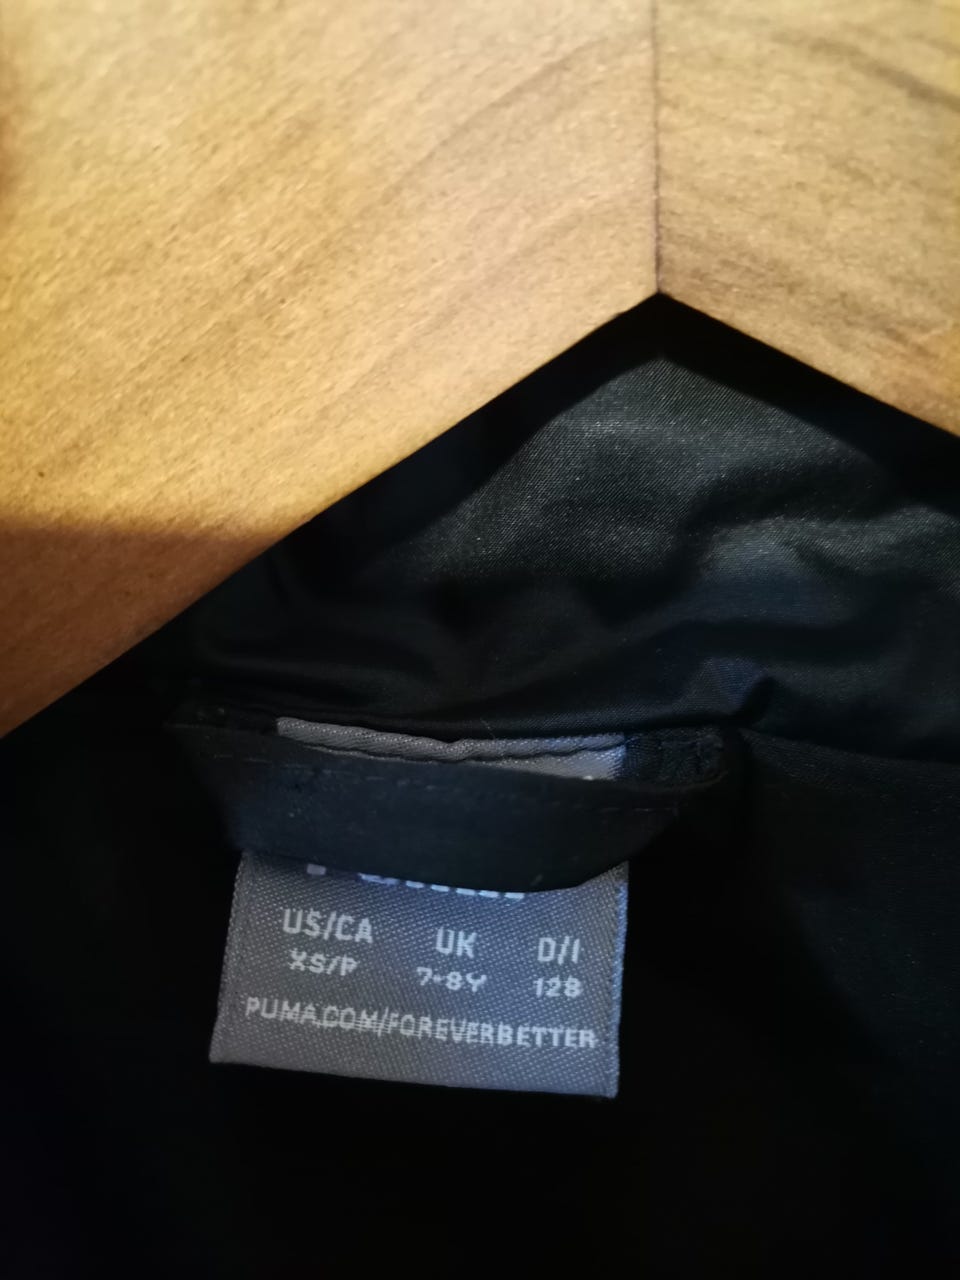 US/CA UK D/I
XS/P 7-8Y 128
PUMA.COM/FOREVERBETTER